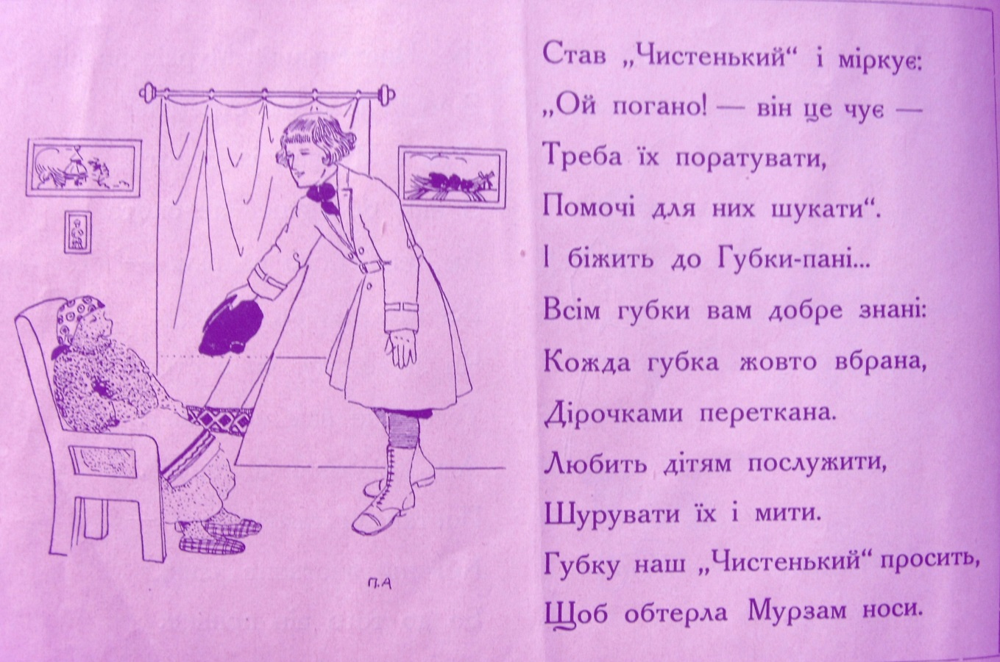 Став „Чистенький“ і міркує:
„Ой погано! — він це чує —
Треба їх поратувати,
Помочі для них шукати“.
І біжить до Губки-пані...
Всім губки вам добре знані:
Кожда губка жовто вбрана,
Дірочками переткана.
Любить дітям послужити,
Шурувати їх і мити.
Губку наш „Чистенький“ просить,
Щоб обтерла Мурзам носи.
П.А